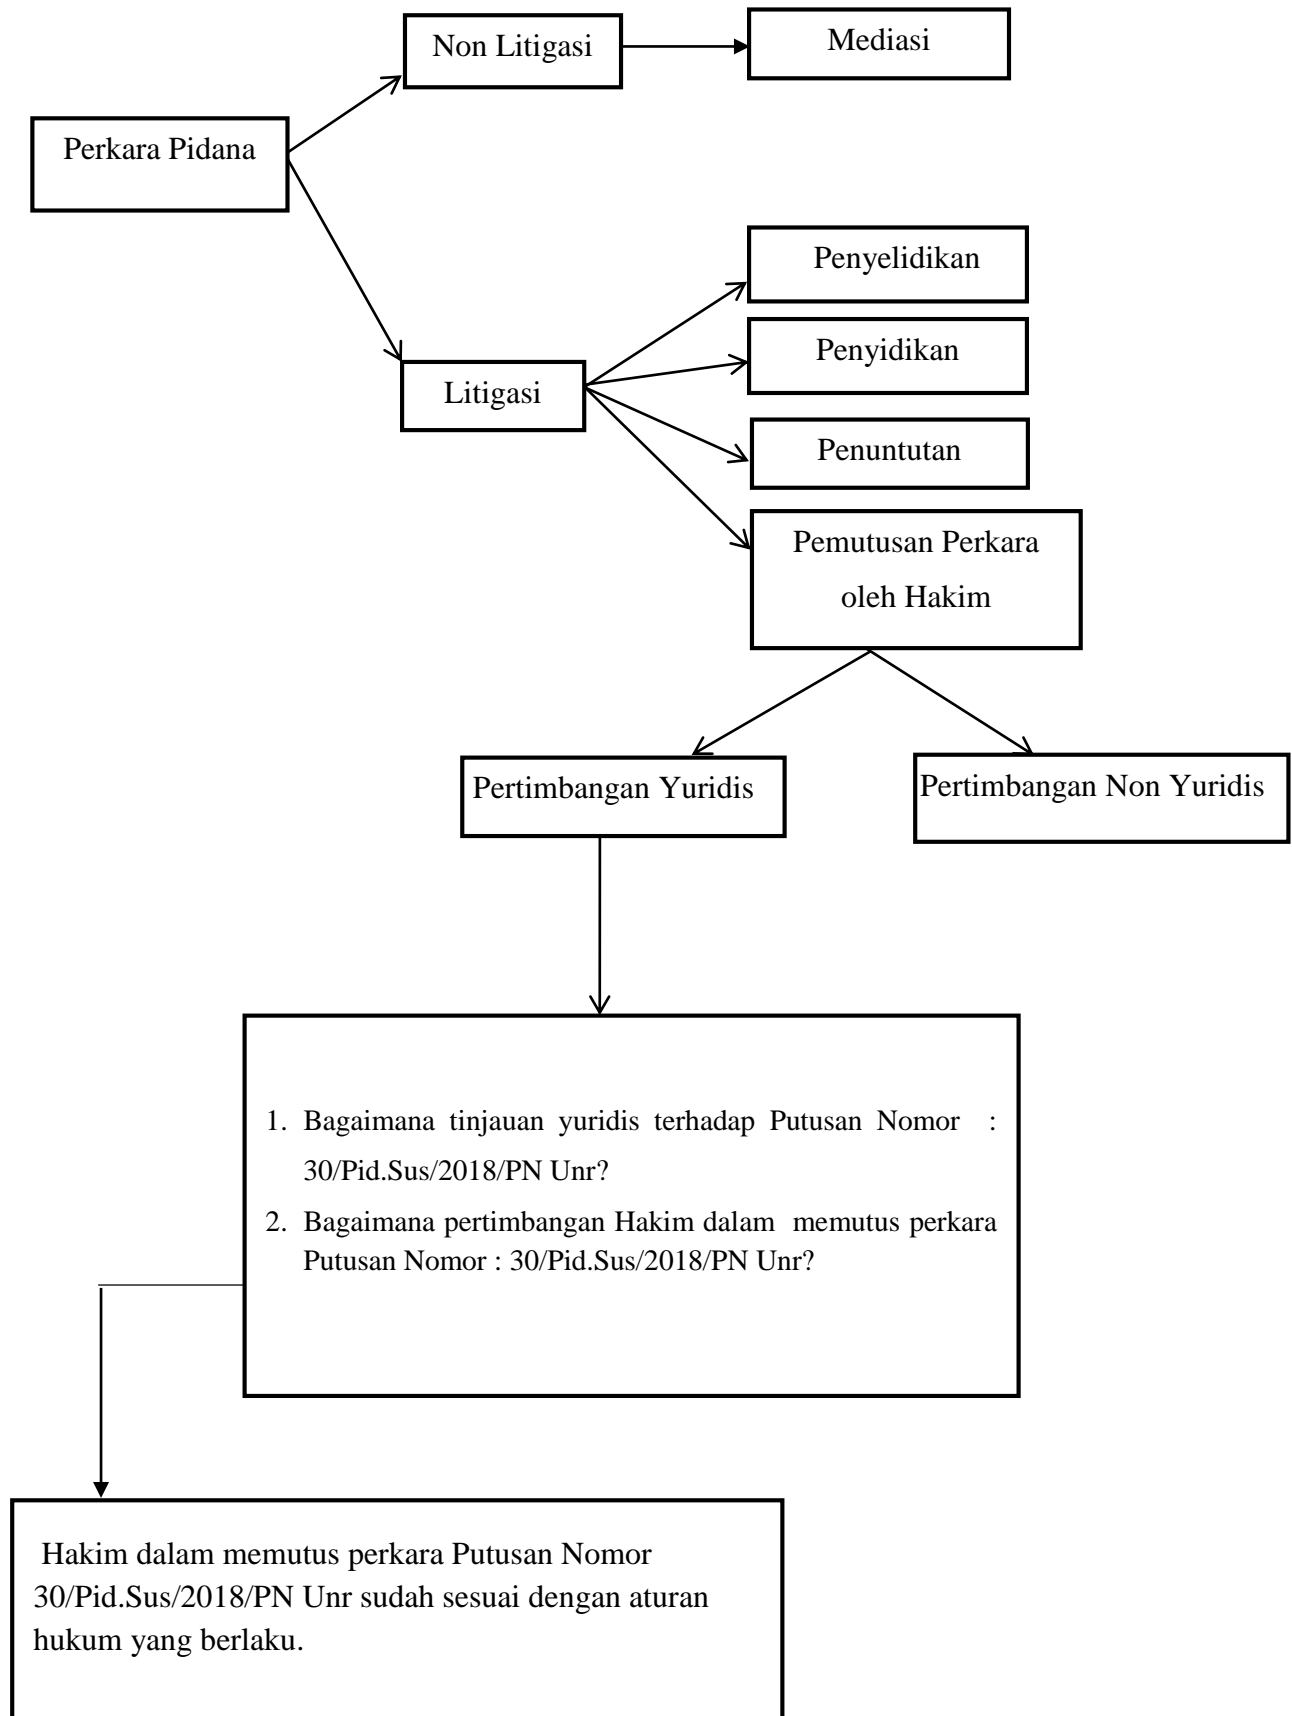 Non Litigasi
Mediasi
Perkara Pidana
Penyelidikan
Penyidikan
Litigasi
Penuntutan
Pemutusan Perkara
oleh Hakim
Pertimbangan Yuridis
Pertimbangan Non Yuridis
1. Bagaimana tinjauan yuridis terhadap Putusan Nomor :
30/Pid.Sus/2018/PN Unr?
2. Bagaimana pertimbangan Hakim dalam memutus perkara
Putusan Nomor : 30/Pid.Sus/2018/PN Unr?
Hakim dalam memutus perkara Putusan Nomor
30/Pid.Sus/2018/PN Unr sudah sesuai dengan aturan
hukum yang berlaku.